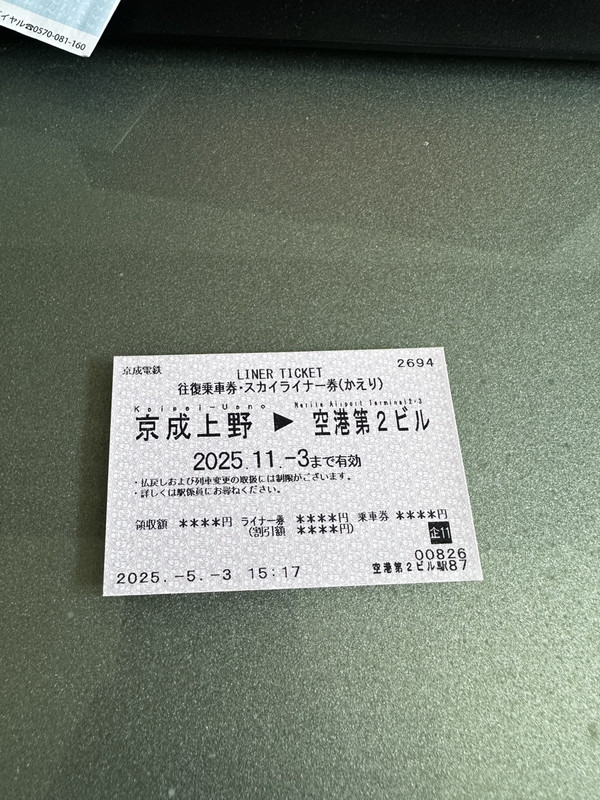 イヤル☎0570-081-160
京成電鉄
2694
LINER TICKET
往復乗車券・スカイライナー券(かえり)
Keisei-Ueno Narita Airport Terminal2・3
京成上野 ▶ 空港第2ビル
2025.11.-3まで有効
・払戻しおよび列車変更の取扱には制限がございます。
・詳しくは駅係員にお尋ねください。
領収額 ****円 ライナー券 ****円 乗車券 ****円
(割引額 ****円)
企11
00826
2025.-5.-3 15:17
空港第2ビル駅87